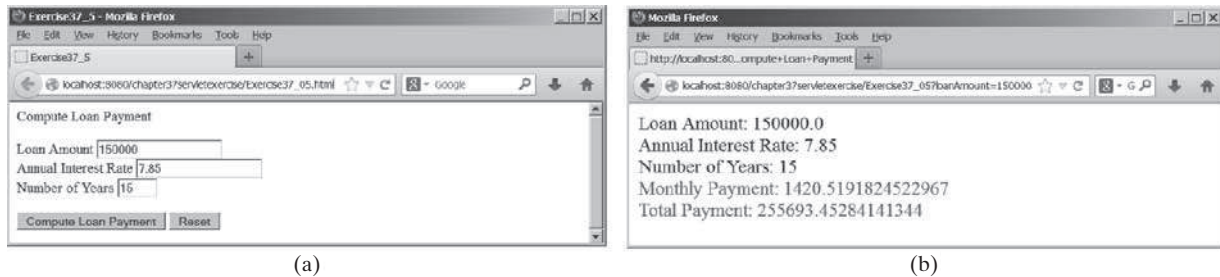 Exercise37_5 - Mozilla Firefox
File Edit View History Bookmarks Tools Help
Exercise37_5
localhost:8080/chapter37servletexercise/Exercise37_05.html
Google
Compute Loan Payment
Loan Amount 150000
Annual Interest Rate 7.85
Number of Years 15
Compute Loan Payment Reset
(a)
Mozilla Firefox
File Edit View History Bookmarks Tools Help
http://localhost:80...ompute+Loan+Payment
localhost:8080/chapter37servletexercise/Exercise37_05?loanAmount=150000
G
Loan Amount: 150000.0
Annual Interest Rate: 7.85
Number of Years: 15
Monthly Payment: 1420.5191824522967
Total Payment: 255693.45284141344
(b)